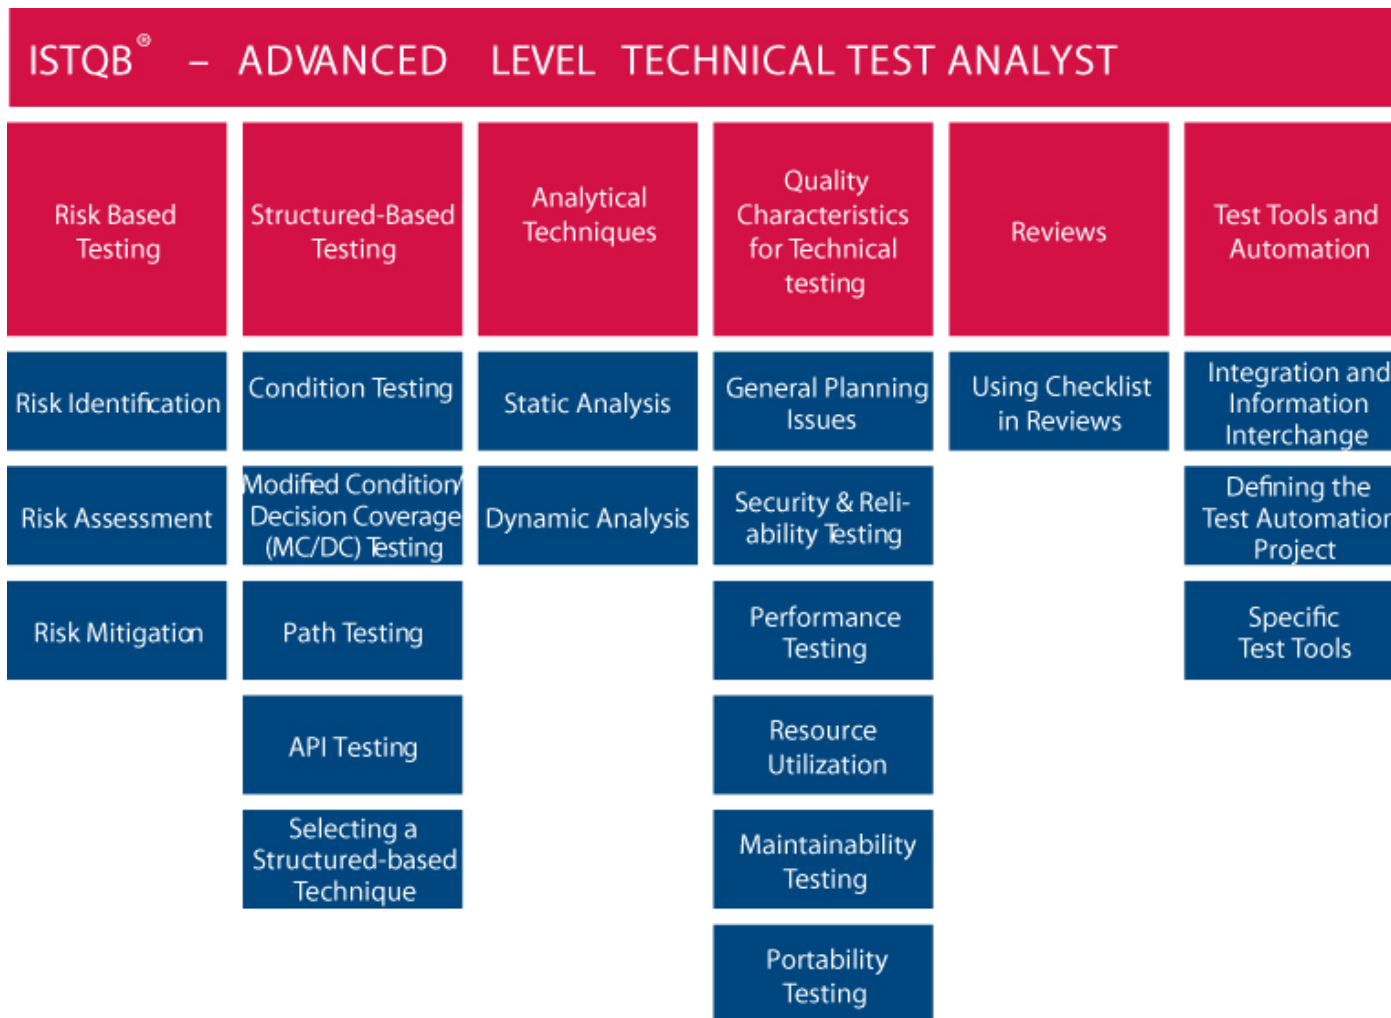 ISTQB® – ADVANCED LEVEL TECHNICAL TEST ANALYST
Risk Based
Testing
Structured-Based
Testing
Analytical
Techniques
Quality
Characteristics
for Technical
testing
Reviews
Test Tools and
Automation
Risk Identification
Condition Testing
Static Analysis
General Planning
Issues
Using Checklist
in Reviews
Integration and
Information
Interchange
Risk Assessment
Modified Condition/
Decision Coverage
(MC/DC) Testing
Dynamic Analysis
Security & Reli-
ability Testing
Defining the
Test Automation
Project
Risk Mitigation
Path Testing
Performance
Testing
Specific
Test Tools
API Testing
Resource
Utilization
Selecting a
Structured-based
Technique
Maintainability
Testing
Portability
Testing